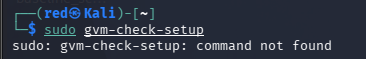 ┌──(red㉿Kali)-[~]
└─$ sudo gvm-check-setup
sudo: gvm-check-setup: command not found